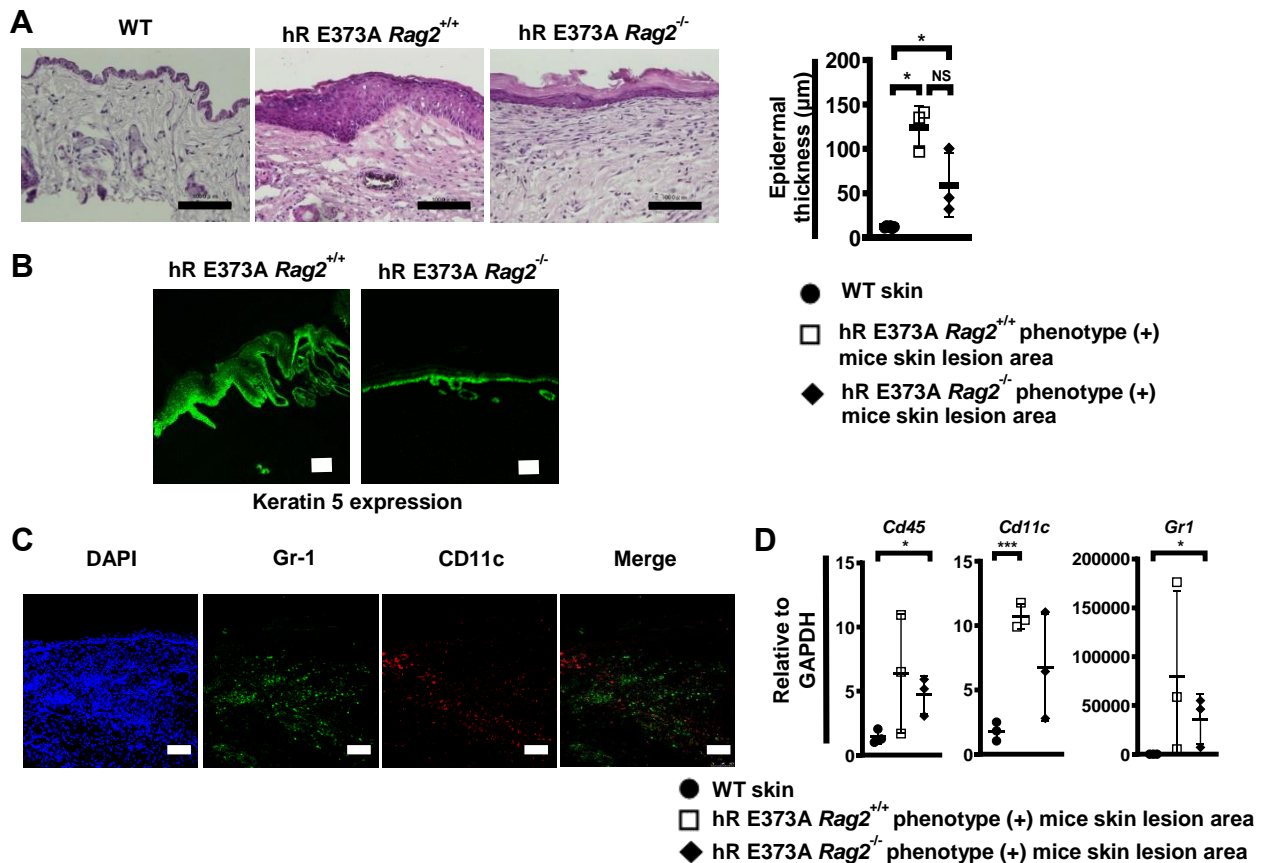 A
WT
hR E373A Rag2+/+
hR E373A Rag2-/-
Epidermal
thickness (µm)
200
150
100
50
0
*
*
NS
WT skin
hR E373A Rag2+/+ phenotype (+)
mice skin lesion area
hR E373A Rag2-/- phenotype (+)
mice skin lesion area
B
hR E373A Rag2+/+
hR E373A Rag2-/-
Keratin 5 expression
C
DAPI
Gr-1
CD11c
Merge
D
Relative to
GAPDH
Cd45
*
15
10
5
0
Cd11c
***
15
10
5
0
Gr1
*
200000
150000
100000
50000
0
WT skin
hR E373A Rag2+/+ phenotype (+) mice skin lesion area
hR E373A Rag2-/- phenotype (+) mice skin lesion area